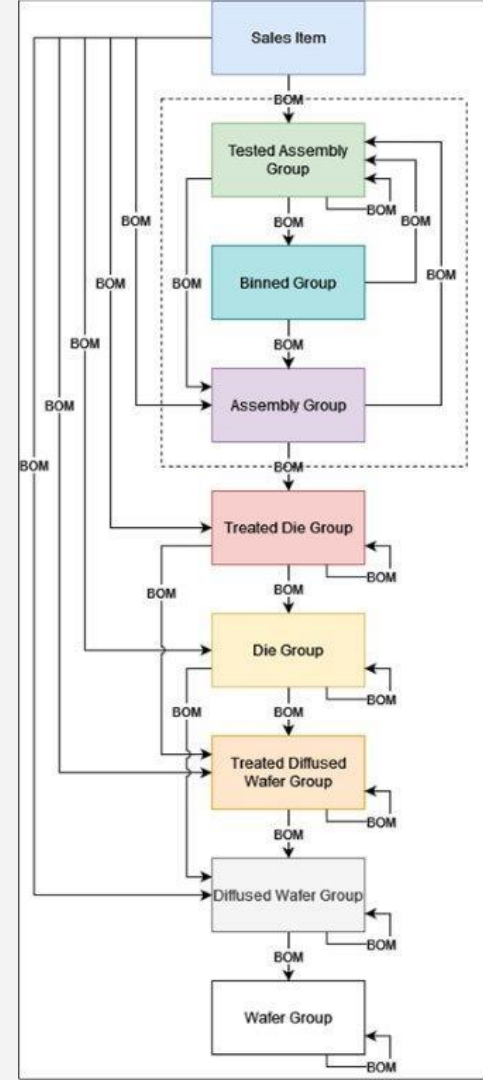 Sales Item
BOM
Tested Assembly
Group
BOM
BOM
BOM
BOM
BOM
BOM
BOM
Binned Group
BOM
BOM
BOM
Assembly Group
BOM
BOM
Treated Die Group
BOM
BOM
BOM
Die Group
BOM
BOM
BOM
Treated Diffused
Wafer Group
BOM
BOM
Diffused Wafer Group
BOM
BOM
Wafer Group
BOM